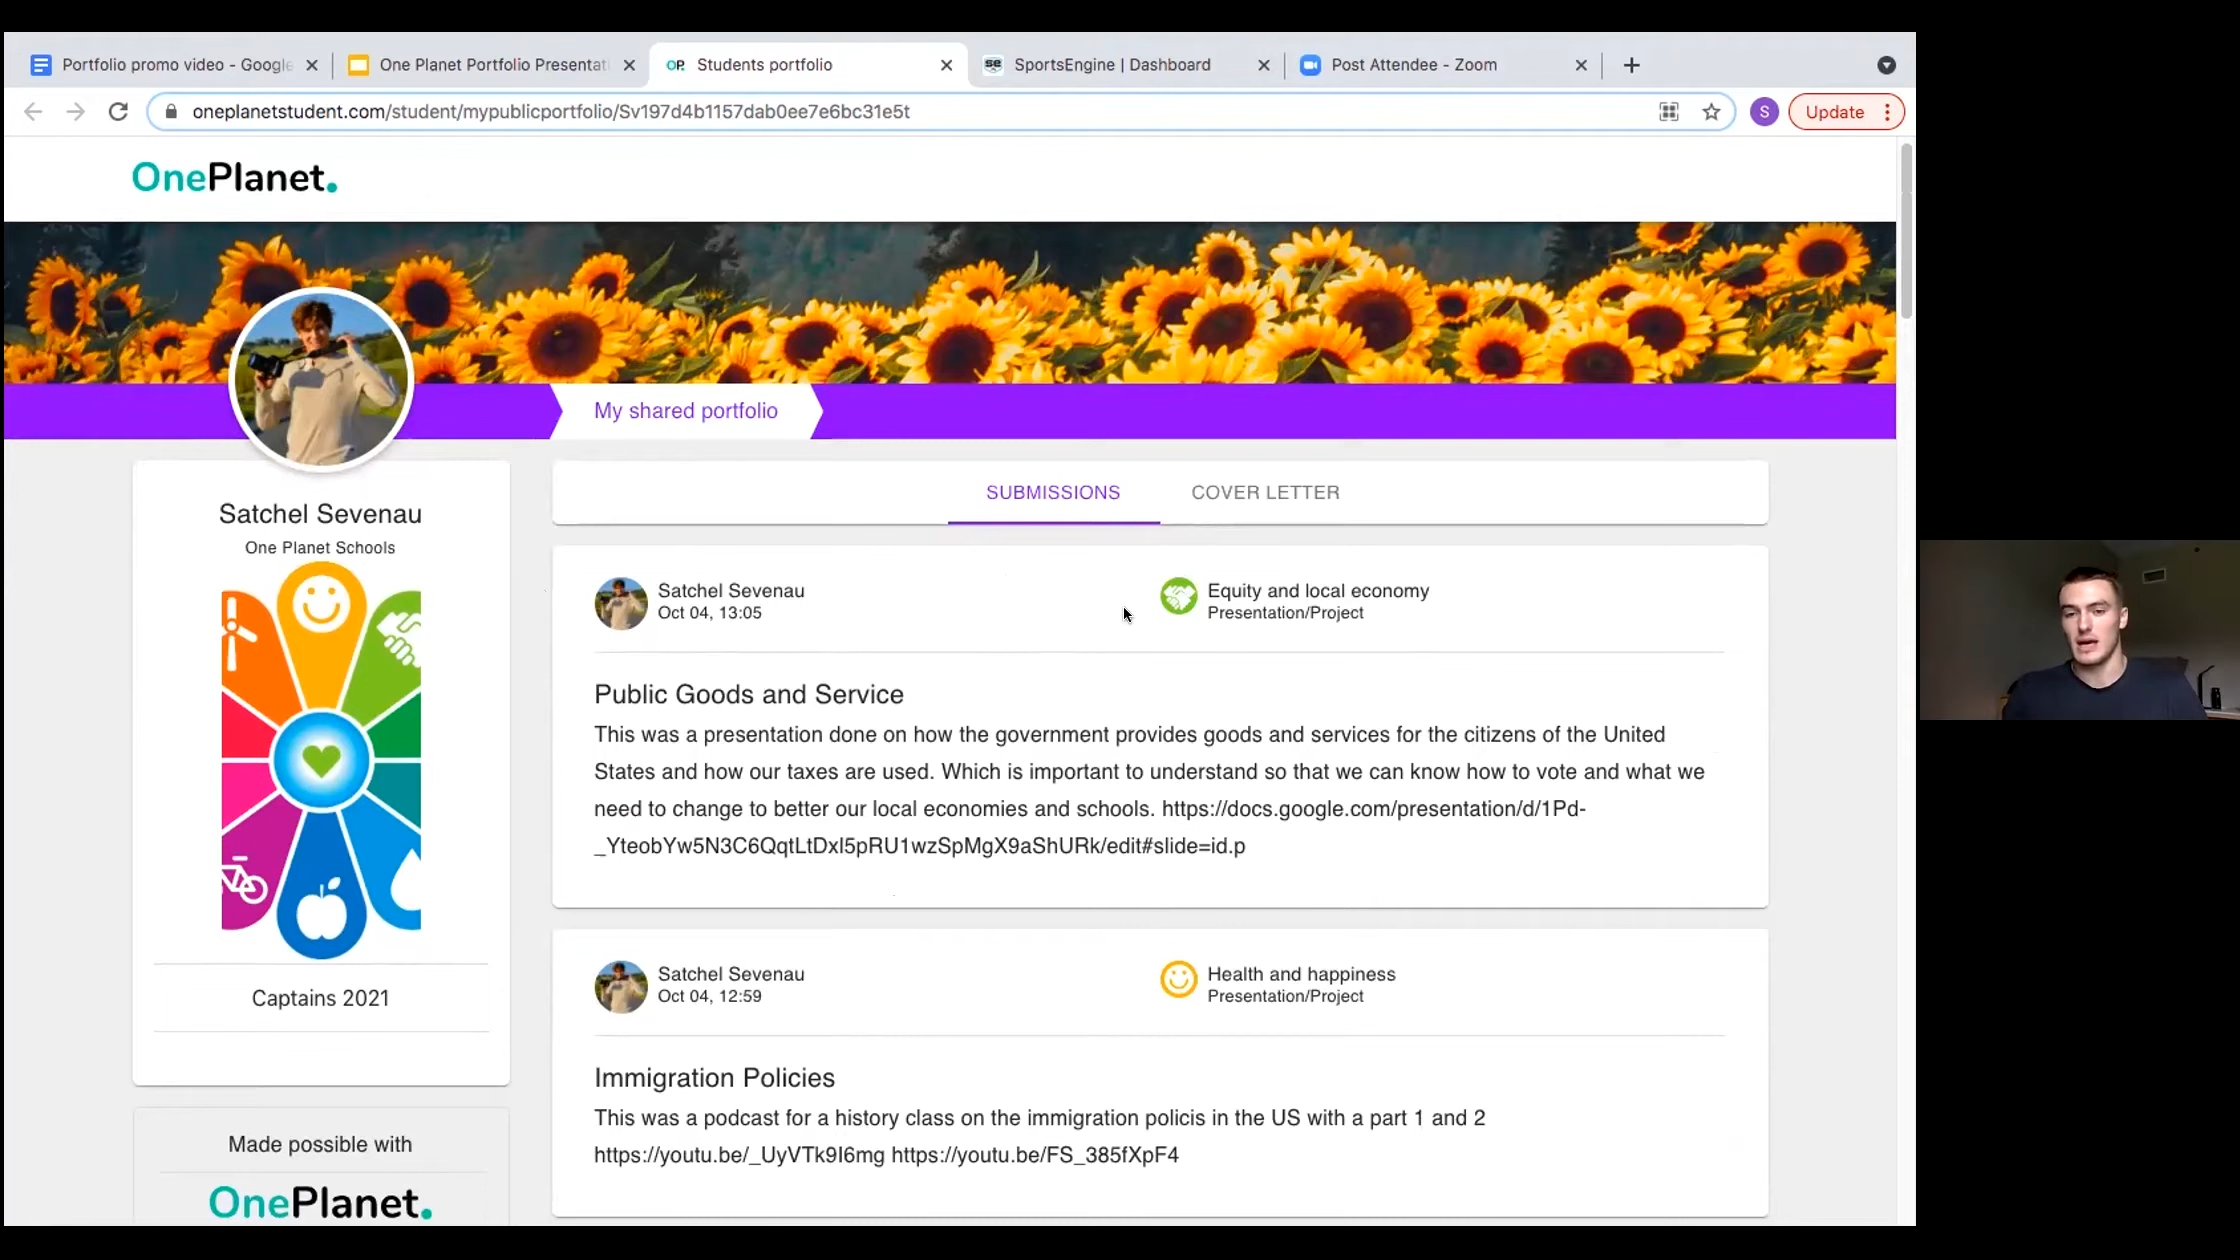 Portfolio promo video - Google
One Planet Portfolio Presentat
OP. Students portfolio
SE SportsEngine | Dashboard
Post Attendee - Zoom
oneplanetstudent.com/student/mypublicportfolio/Sv197d4b1157dab0ee7e6bc31e5t
S
Update
OnePlanet.
My shared portfolio
Satchel Sevenau
One Planet Schools
Captains 2021
Made possible with
OnePlanet.
SUBMISSIONS COVER LETTER
Satchel Sevenau
Oct 04, 13:05
Equity and local economy
Presentation/Project
Public Goods and Service
This was a presentation done on how the government provides goods and services for the citizens of the United
States and how our taxes are used. Which is important to understand so that we can know how to vote and what we
need to change to better our local economies and schools. https://docs.google.com/presentation/d/1Pd-
_YteobYw5N3C6QqtLtDxI5pRU1wzSpMgX9aShURk/edit#slide=id.p
Satchel Sevenau
Oct 04, 12:59
Health and happiness
Presentation/Project
Immigration Policies
This was a podcast for a history class on the immigration policis in the US with a part 1 and 2
https://youtu.be/_UyVTk9I6mg https://youtu.be/FS_385fXpF4